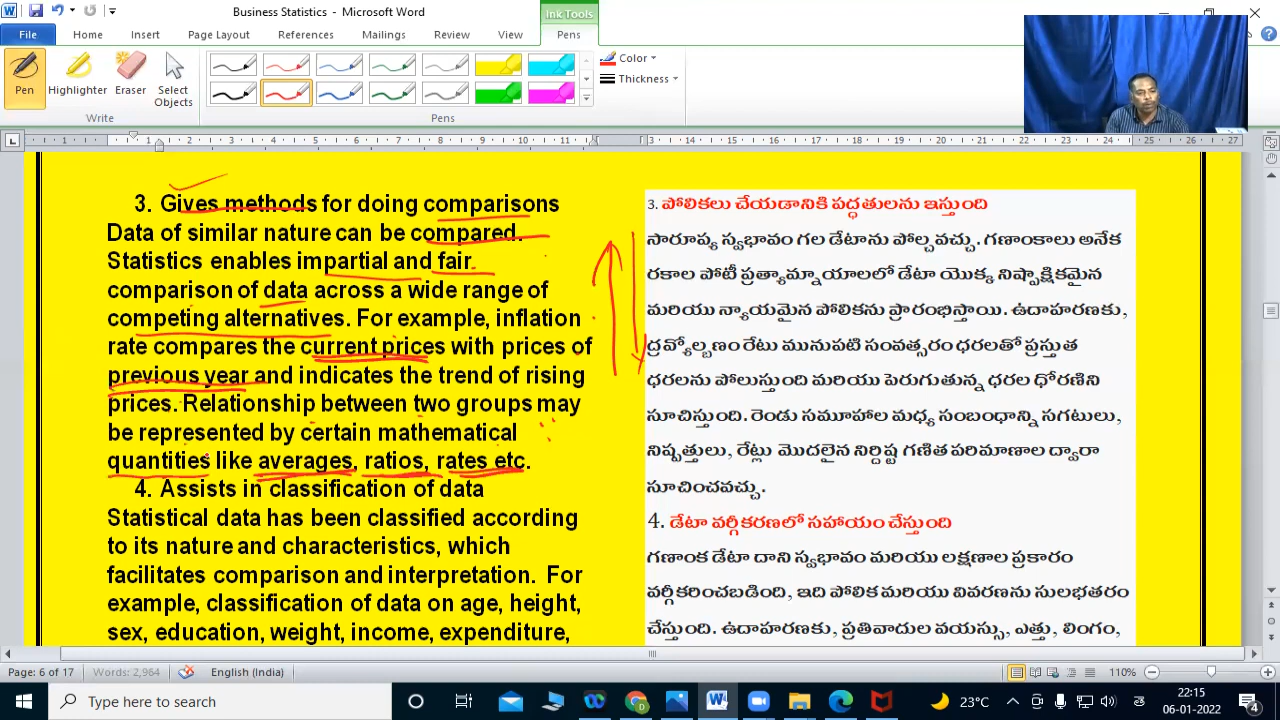 Business Statistics - Microsoft Word
Ink Tools
File
Home
Insert
Page Layout
References
Mailings
Review
View
Pens
Pen
Highlighter
Eraser
Select Objects
Color
Thickness
Write
Pens
3. Gives methods for doing comparisons
Data of similar nature can be compared.
Statistics enables impartial and fair
comparison of data across a wide range of
competing alternatives. For example, inflation
rate compares the current prices with prices of
previous year and indicates the trend of rising
prices. Relationship between two groups may
be represented by certain mathematical
quantities like averages, ratios, rates etc.
4. Assists in classification of data
Statistical data has been classified according
to its nature and characteristics, which
facilitates comparison and interpretation. For
example, classification of data on age, height,
sex, education, weight, income, expenditure,
3. పోలికలు చేయడానికి పద్ధతులను ఇస్తుంది
సారూప్య స్వభావం గల డేటాను పోల్చవచ్చు. గణాంకాలు అనేక
రకాల పోటీ ప్రత్యామ్నాయాలలో డేటా యొక్క నిష్పాక్షికమైన
మరియు న్యాయమైన పోలికను ప్రారంభిస్తాయి. ఉదాహరణకు,
ద్రవ్యోల్బణం రేటు మునుపటి సంవత్సరం ధరలతో ప్రస్తుత
ధరలను పోలుస్తుంది మరియు పెరుగుతున్న ధరల ధోరణిని
సూచిస్తుంది. రెండు సమూహాల మధ్య సంబంధాన్ని సగటులు,
నిష్పత్తులు, రేట్లు మొదలైన నిర్దిష్ట గణిత పరిమాణాల ద్వారా
సూచించవచ్చు.
4. డేటా వర్గీకరణలో సహాయం చేస్తుంది
గణాంక డేటా దాని స్వభావం మరియు లక్షణాల ప్రకారం
వర్గీకరించబడింది, ఇది పోలిక మరియు వివరణను సులభతరం
చేస్తుంది. ఉదాహరణకు, ప్రతివాదుల వయస్సు, ఎత్తు, లింగం,
Page: 6 of 17
Words: 2,964
English (India)
110%
Type here to search
23°C
22:15
06-01-2022